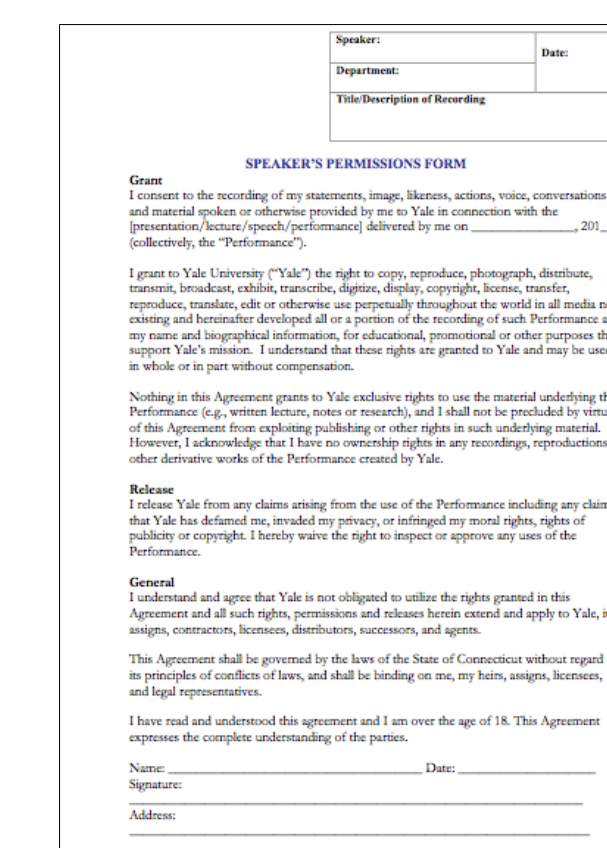 Speaker:
Date:
Department:
Title/Description of Recording
SPEAKER'S PERMISSIONS FORM
Grant
I consent to the recording of my statements, image, likeness, actions, voice, conversations
and material spoken or otherwise provided by me to Yale in connection with the
[presentation/lecture/speech/performance] delivered by me on ________________, 201_
(collectively, the “Performance”).
I grant to Yale University (“Yale”) the right to copy, reproduce, photograph, distribute,
transmit, broadcast, exhibit, transcribe, digitize, display, copyright, license, transfer,
reproduce, translate, edit or otherwise use perpetually throughout the world in all media
existing and hereinafter developed all or a portion of the recording of such Performance
my name and biographical information, for educational, promotional or other purposes
support Yale's mission. I understand that these rights are granted to Yale and may be
in whole or in part without compensation.
Nothing in this Agreement grants to Yale exclusive rights to use the material underlying
Performance (e.g., written lecture, notes or research), and I shall not be precluded by
of this Agreement from exploiting publishing or other rights in such underlying material.
However, I acknowledge that I have no ownership rights in any recordings, reproductions
other derivative works of the Performance created by Yale.
Release
I release Yale from any claims arising from the use of the Performance including any
that Yale has defamed me, invaded my privacy, or infringed my moral rights, rights of
publicity or copyright. I hereby waive the right to inspect or approve any uses of the
Performance.
General
I understand and agree that Yale is not obligated to utilize the rights granted in this
Agreement and all such rights, permissions and releases herein extend and apply to Yale,
assigns, contractors, licensees, distributors, successors, and agents.
This Agreement shall be governed by the laws of the State of Connecticut without regard
its principles of conflicts of laws, and shall be binding on me, my heirs, assigns, licensees,
and legal representatives.
I have read and understood this agreement and I am over the age of 18. This Agreement
expresses the complete understanding of the parties.
Name: ________________________________________ Date: ______________________
Signature:
Address: